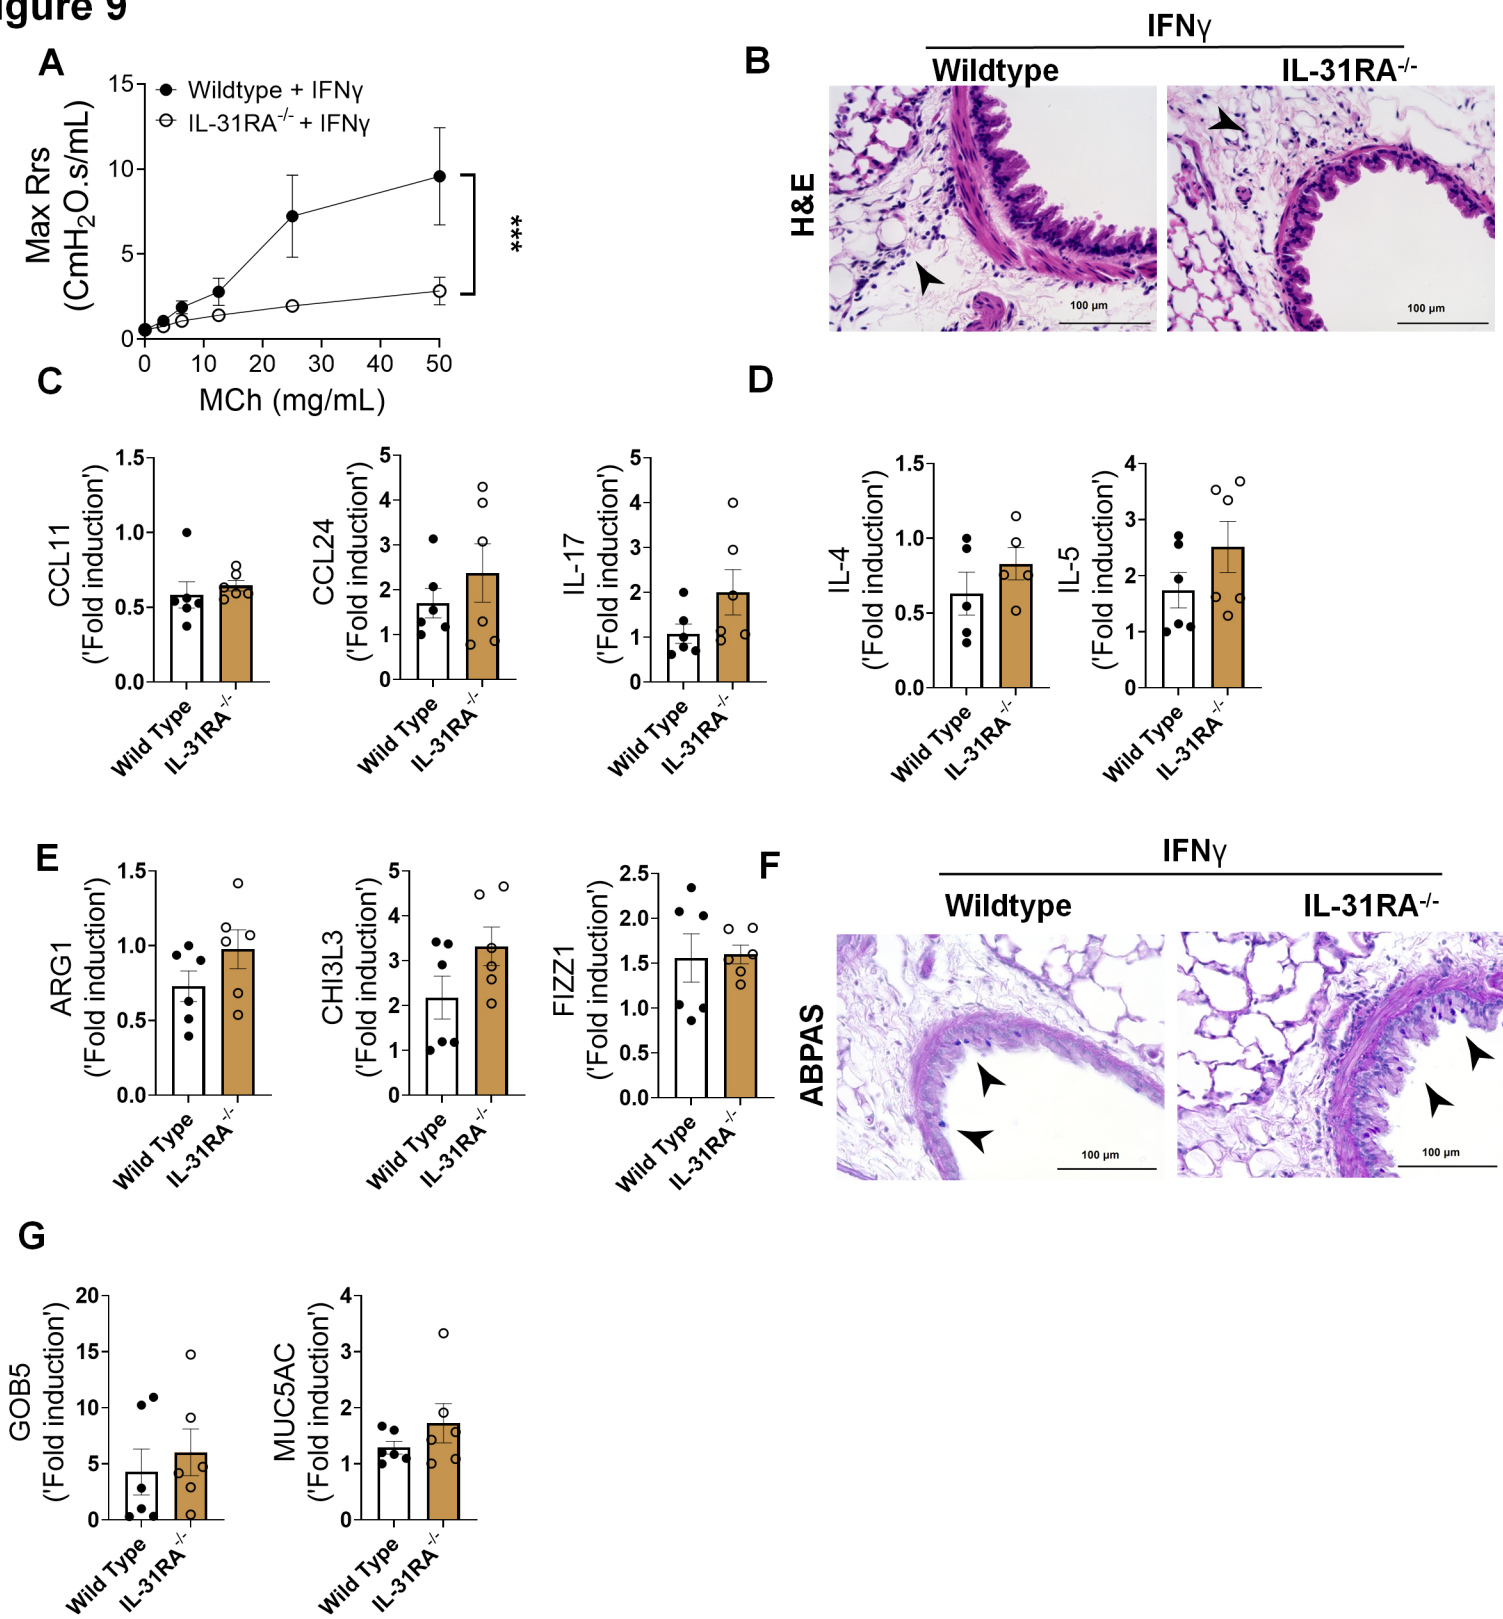 igure 9
A
15
10
5
0
Max Rrs
(CmH2O.s/mL)
Wildtype + IFNγ
IL-31RA-/- + IFNγ
***
0 10 20 30 40 50
MCh (mg/mL)
B
IFNγ
Wildtype IL-31RA-/-
H&E
100 µm
100 µm
C
CCL11
('Fold induction')
1.5
1.0
0.5
0.0
Wild Type
IL-31RA-/-
CCL24
('Fold induction')
5
4
3
2
1
0
Wild Type
IL-31RA-/-
IL-17
('Fold induction')
5
4
3
2
1
0
Wild Type
IL-31RA-/-
D
IL-4
('Fold induction')
1.5
1.0
0.5
0.0
Wild Type
IL-31RA-/-
IL-5
('Fold induction')
4
3
2
1
0
Wild Type
IL-31RA-/-
E
ARG1
('Fold induction')
1.5
1.0
0.5
0.0
Wild Type
IL-31RA-/-
CHI3L3
('Fold induction')
5
4
3
2
1
0
Wild Type
IL-31RA-/-
FIZZ1
('Fold induction')
2.5
2.0
1.5
1.0
0.5
0.0
Wild Type
IL-31RA-/-
F
IFNγ
Wildtype IL-31RA-/-
ABPAS
100 µm
100 µm
G
GOB5
('Fold induction')
20
15
10
5
0
Wild Type
IL-31RA-/-
MUC5AC
('Fold induction')
4
3
2
1
0
Wild Type
IL-31RA-/-